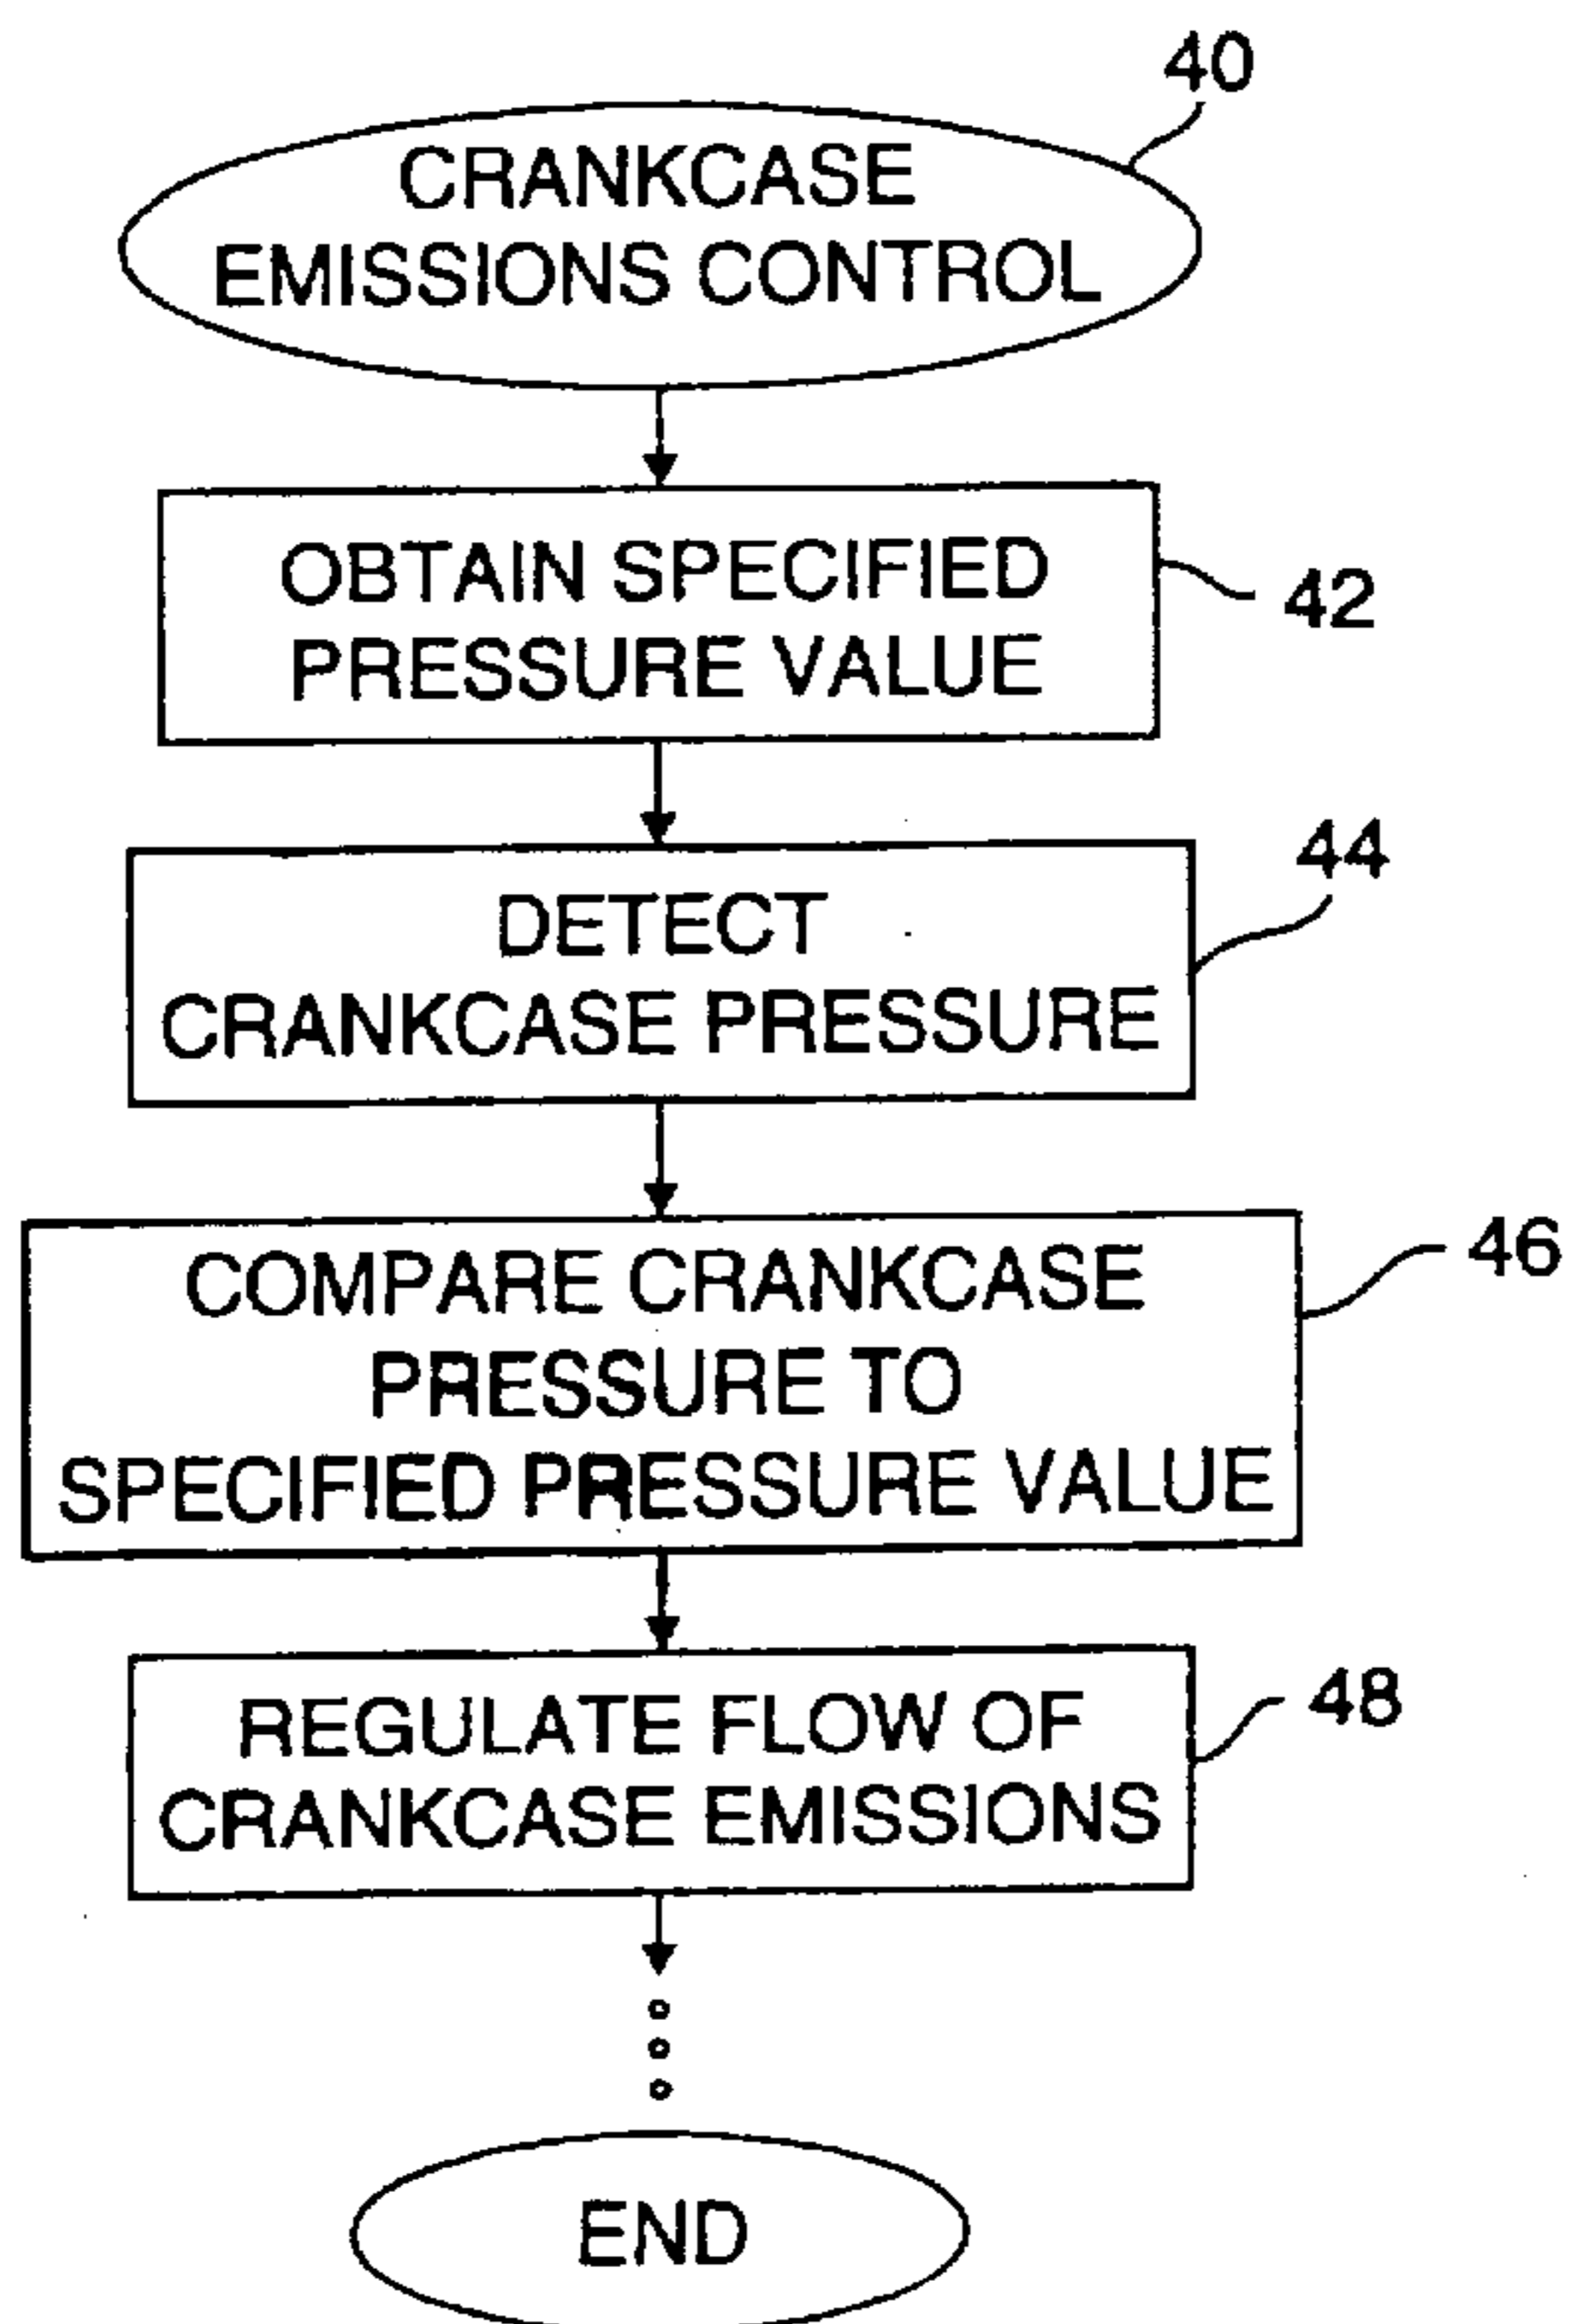 40
CRANKCASE
EMISSIONS CONTROL
OBTAIN SPECIFIED
PRESSURE VALUE
42
44
DETECT
CRANKCASE PRESSURE
COMPARE CRANKCASE
PRESSURE TO
SPECIFIED PRESSURE VALUE
46
REGULATE FLOW OF
CRANKCASE EMISSIONS
48
END